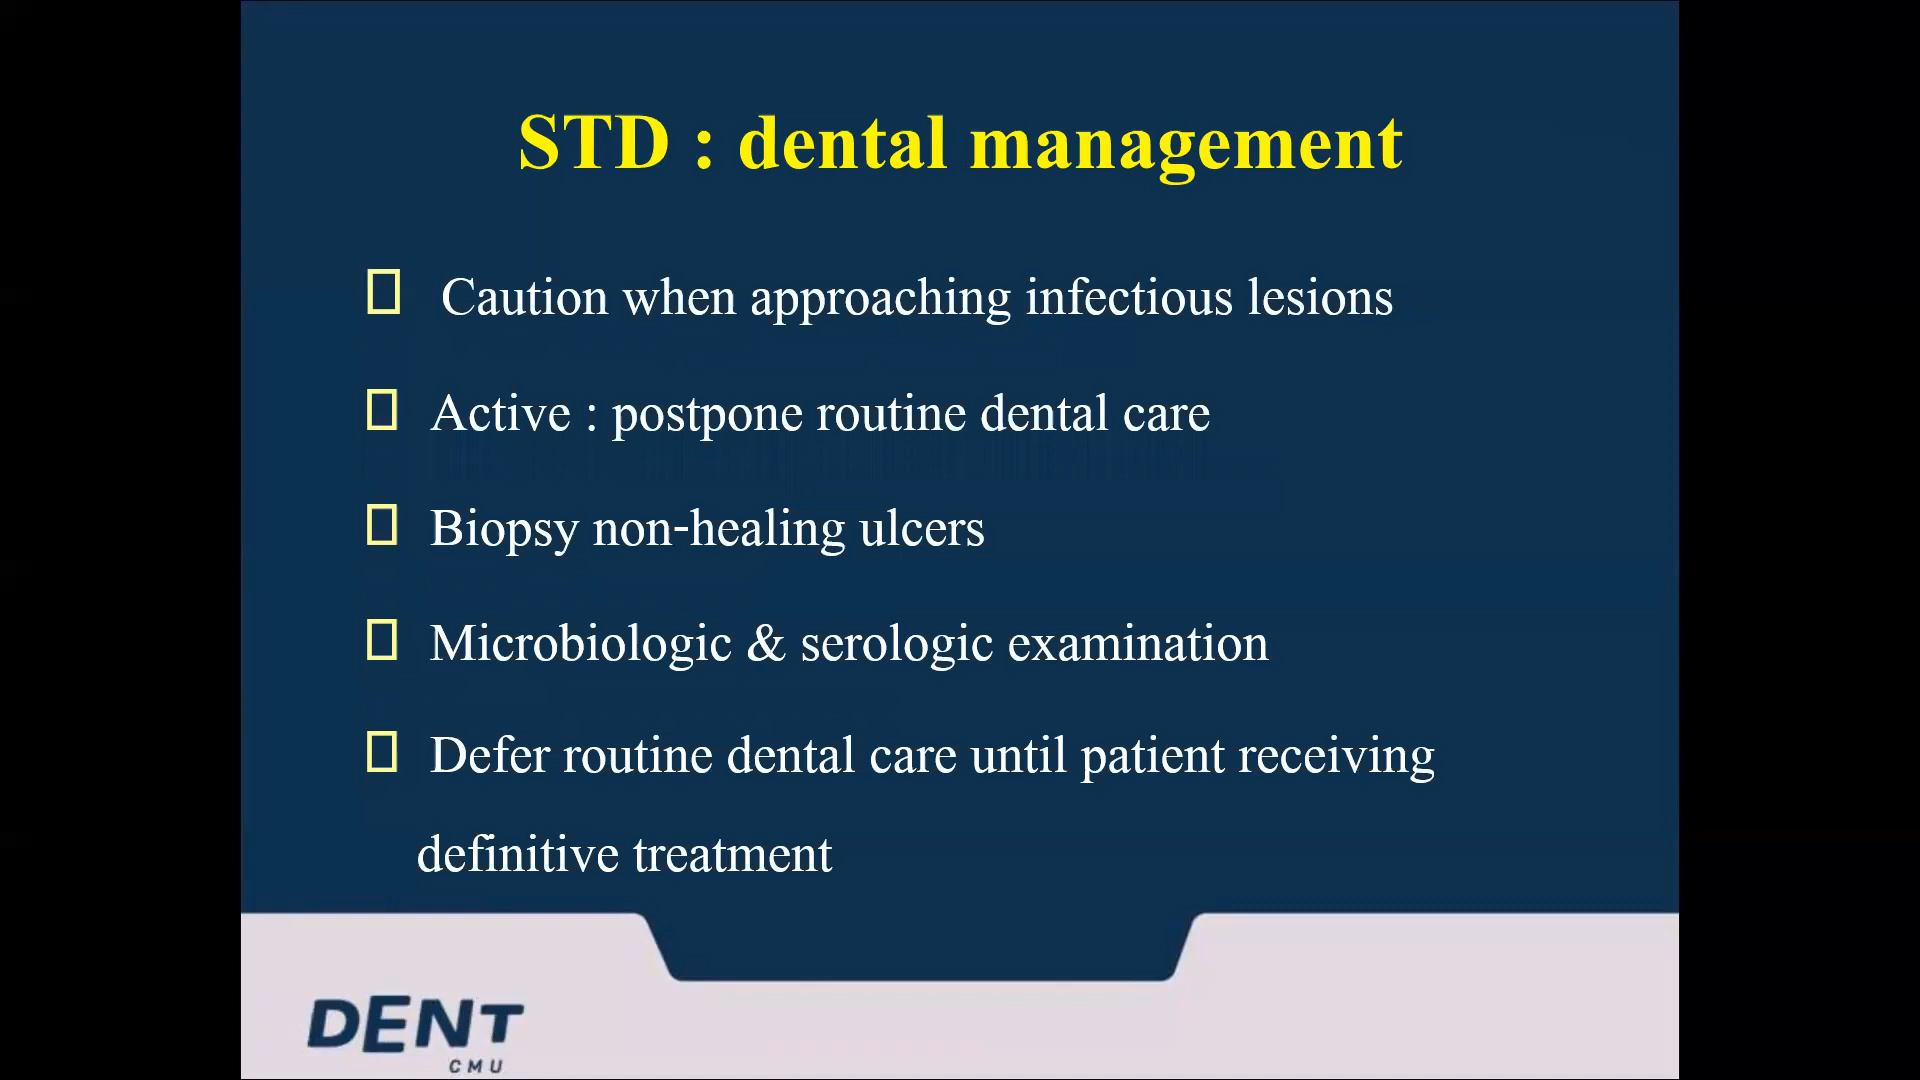 STD : dental management
Caution when approaching infectious lesions
Active : postpone routine dental care
Biopsy non-healing ulcers
Microbiologic & serologic examination
Defer routine dental care until patient receiving
definitive treatment
DENT
CMU